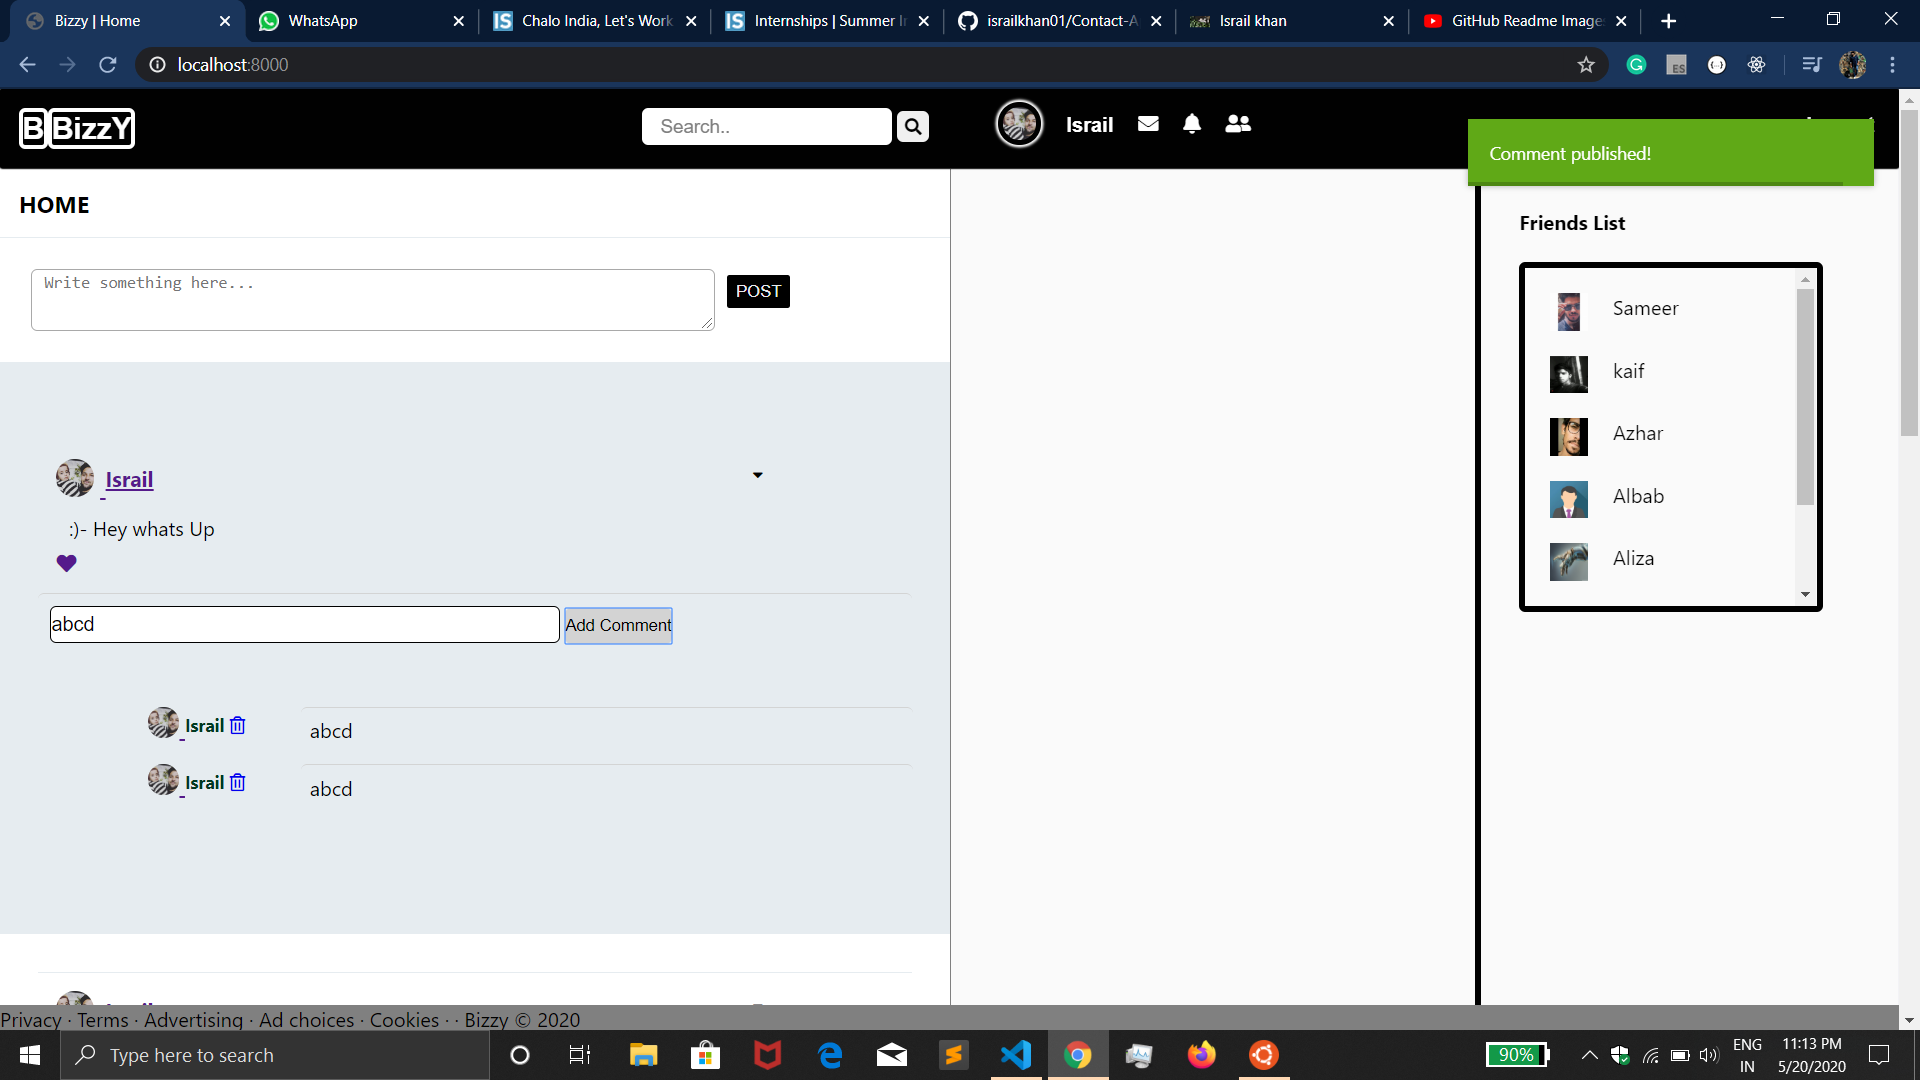 Bizzy | Home
WhatsApp
Chalo India, Let's Work
Internships | Summer In
israilkhan01/Contact-A
Israil khan
GitHub Readme Image
localhost:8000
B BizzY
Search..
Israil
Comment published!
HOME
Write something here...
POST
Friends List
Sameer
kaif
Azhar
Albab
Aliza
Israil
:)- Hey whats Up
abcd
Add Comment
Israil
abcd
Israil
abcd
Privacy · Terms · Advertising · Ad choices · Cookies · · Bizzy © 2020
Type here to search
90%
ENG
IN
11:13 PM
5/20/2020